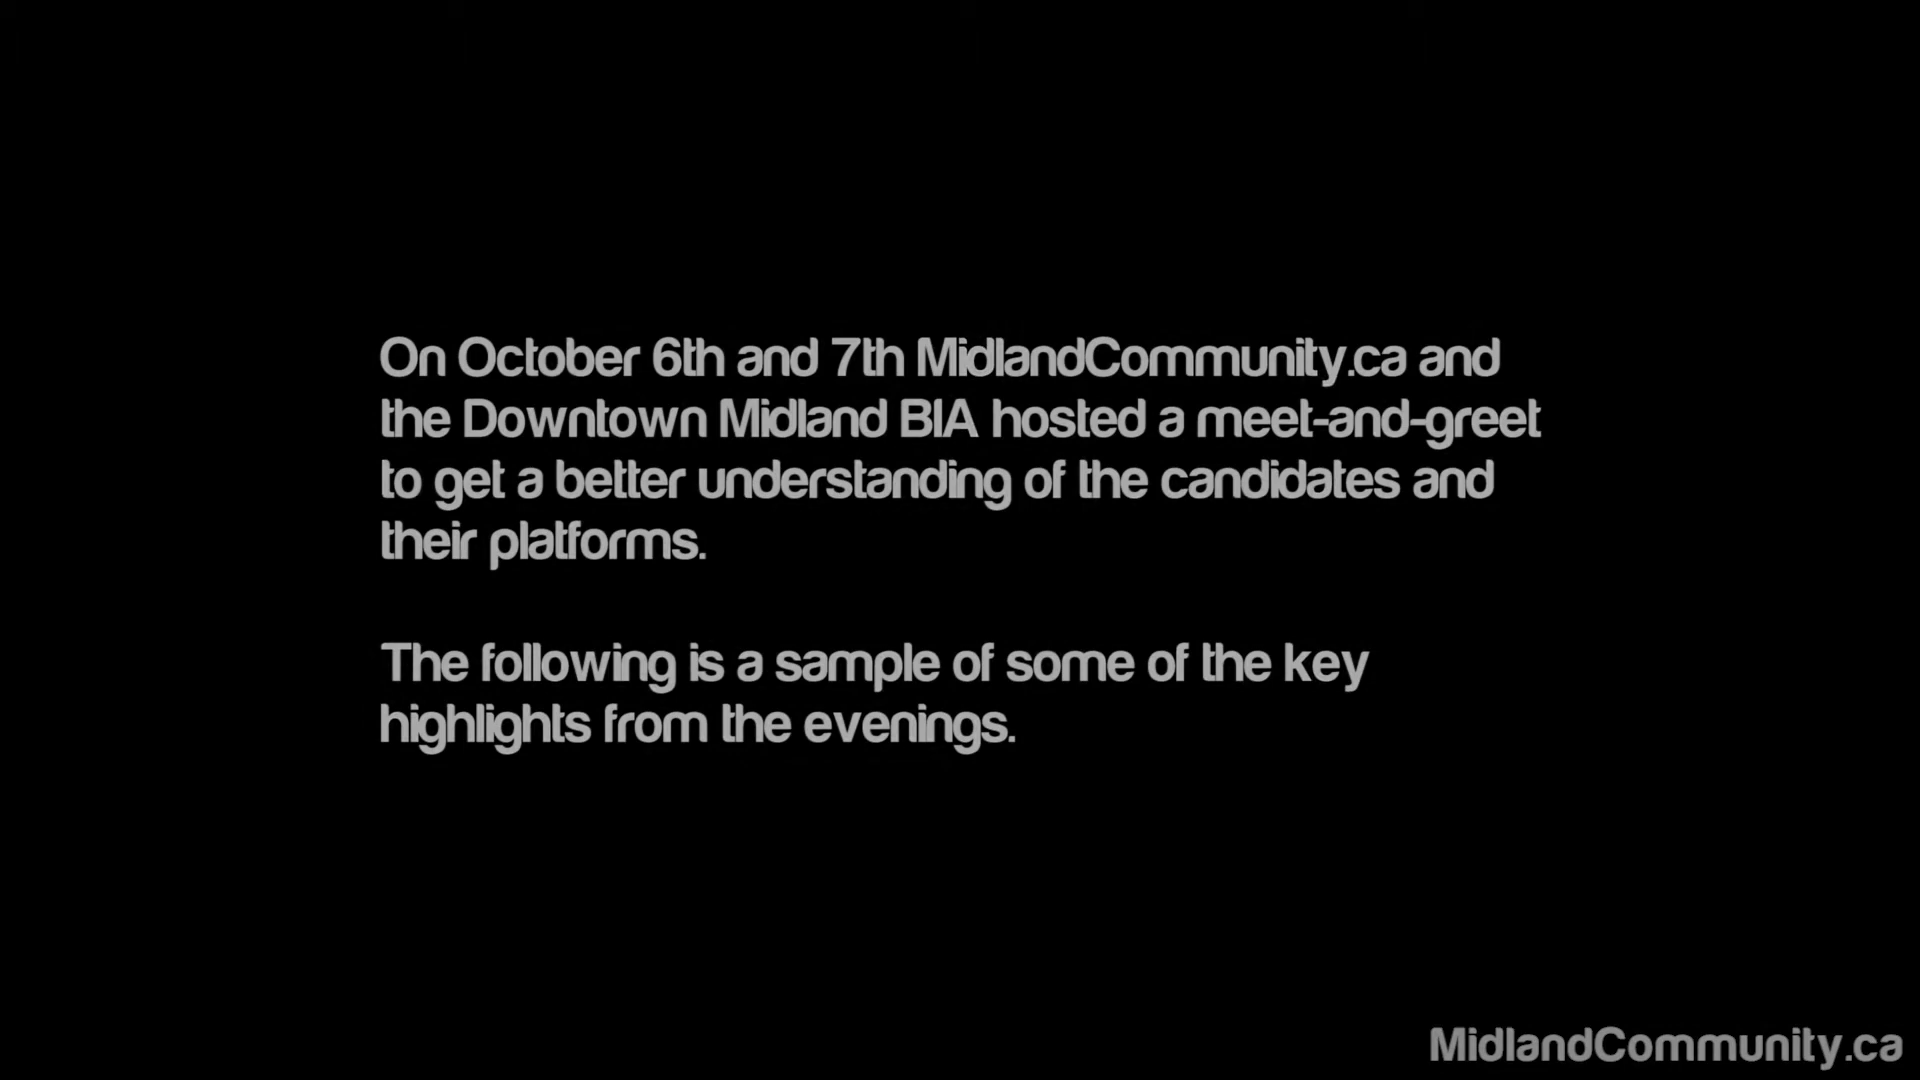 On October 6th and 7th MidlandCommunity.ca and
the Downtown Midland BIA hosted a meet-and-greet
to get a better understanding of the candidates and
their platforms.
The following is a sample of some of the key
highlights from the evenings.
MidlandCommunity.ca